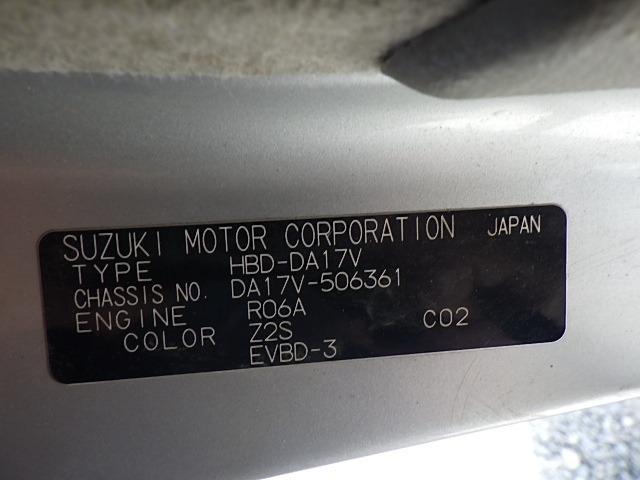 SUZUKI MOTOR CORPORATION JAPAN
TYPE HBD-DA17V
CHASSIS NO. DA17V-506361
ENGINE R06A C02
COLOR Z2S
EVBD-3